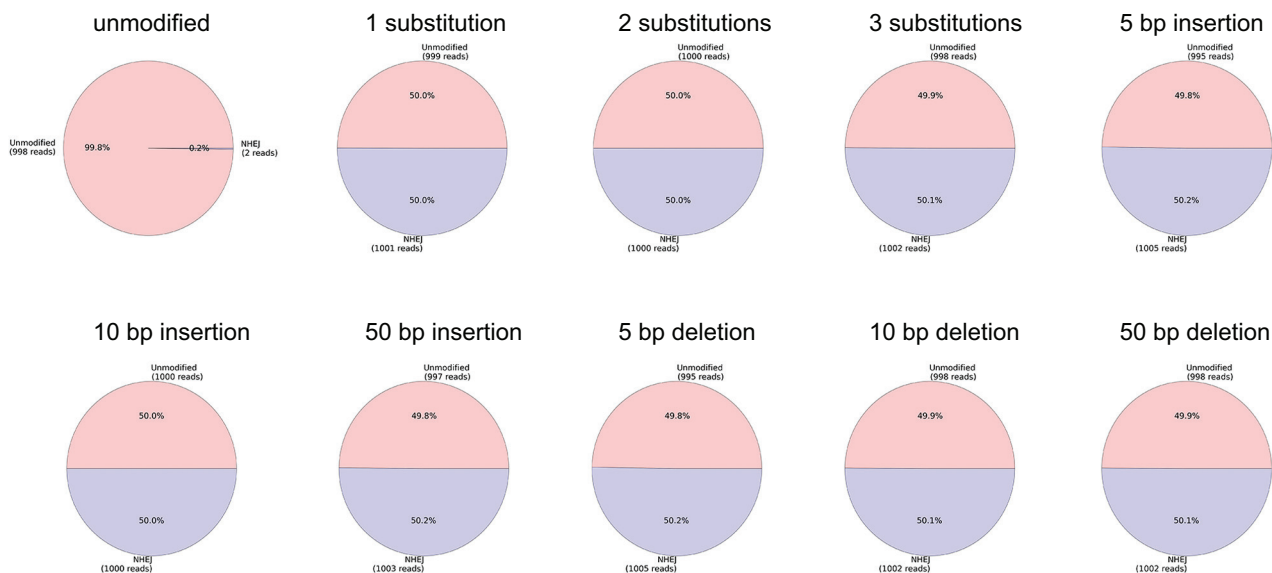 unmodified
Unmodified
(998 reads)
99.8%
0.2%
NHEJ
(2 reads)
1 substitution
Unmodified
(999 reads)
50.0%
50.0%
NHEJ
(1001 reads)
2 substitutions
Unmodified
(1000 reads)
50.0%
50.0%
NHEJ
(1000 reads)
3 substitutions
Unmodified
(998 reads)
49.9%
50.1%
NHEJ
(1002 reads)
5 bp insertion
Unmodified
(995 reads)
49.8%
50.2%
NHEJ
(1005 reads)
10 bp insertion
Unmodified
(1000 reads)
50.0%
50.0%
NHEJ
(1000 reads)
50 bp insertion
Unmodified
(997 reads)
49.8%
50.2%
NHEJ
(1003 reads)
5 bp deletion
Unmodified
(995 reads)
49.8%
50.2%
NHEJ
(1005 reads)
10 bp deletion
Unmodified
(998 reads)
49.9%
50.1%
NHEJ
(1002 reads)
50 bp deletion
Unmodified
(998 reads)
49.9%
50.1%
NHEJ
(1002 reads)